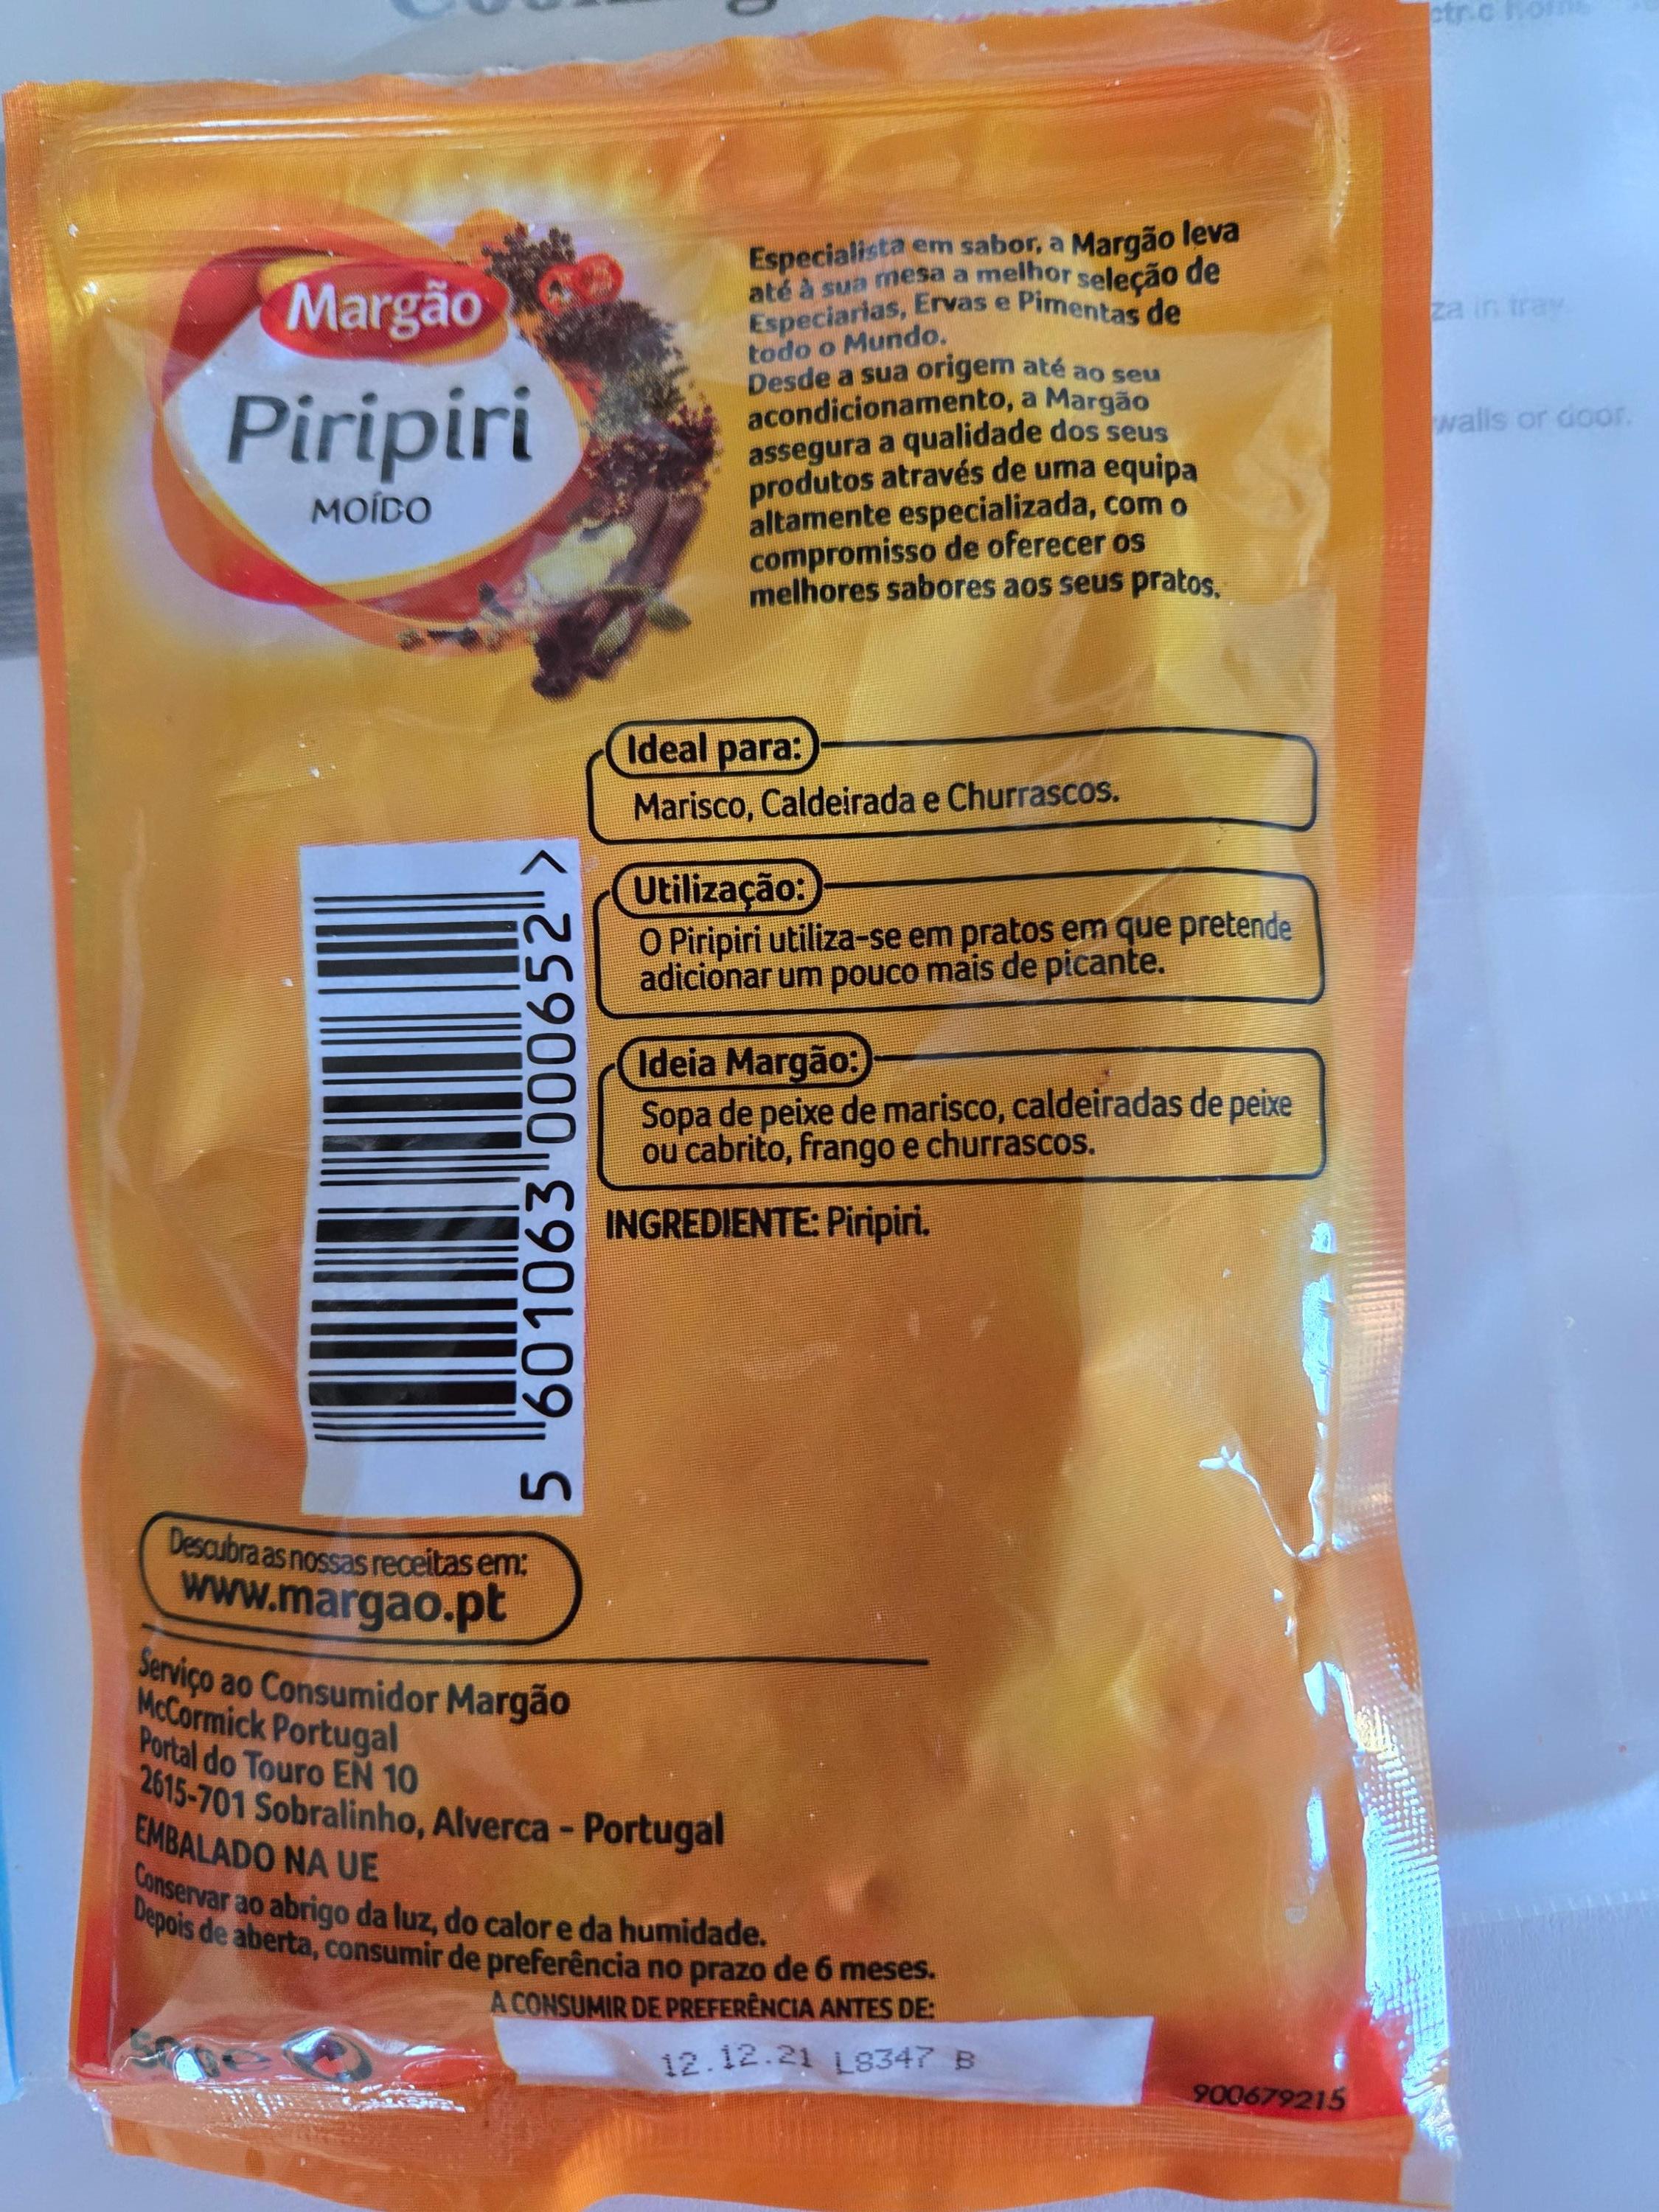 Margão
Piripiri
MOÍDO
Especialista em sabor, a Margão leva
até à sua mesa a melhor seleção de
Especiarias, Ervas e Pimentas de
todo o Mundo.
Desde a sua origem até ao seu
acondicionamento, a Margão
assegura a qualidade dos seus
produtos através de uma equipa
altamente especializada, com o
compromisso de oferecer os
melhores sabores aos seus pratos.
Ideal para:
Marisco, Caldeirada e Churrascos.
Utilização:
O Piripiri utiliza-se em pratos em que pretende
adicionar um pouco mais de picante.
Ideia Margão:
Sopa de peixe de marisco, caldeiradas de peixe
ou cabrito, frango e churrascos.
INGREDIENTE: Piripiri.
5 601063 000652 >
Descubra as nossas receitas em:
www.margao.pt
Serviço ao Consumidor Margão
McCormick Portugal
Portal do Touro EN 10
2615-701 Sobralinho, Alverca - Portugal
EMBALADO NA UE
Conservar ao abrigo da luz, do calor e da humidade.
Depois de aberta, consumir de preferência no prazo de 6 meses.
A CONSUMIR DE PREFERÊNCIA ANTES DE:
50g e
12.12.21 L8347 B
900679215
za in tray
walls or door.